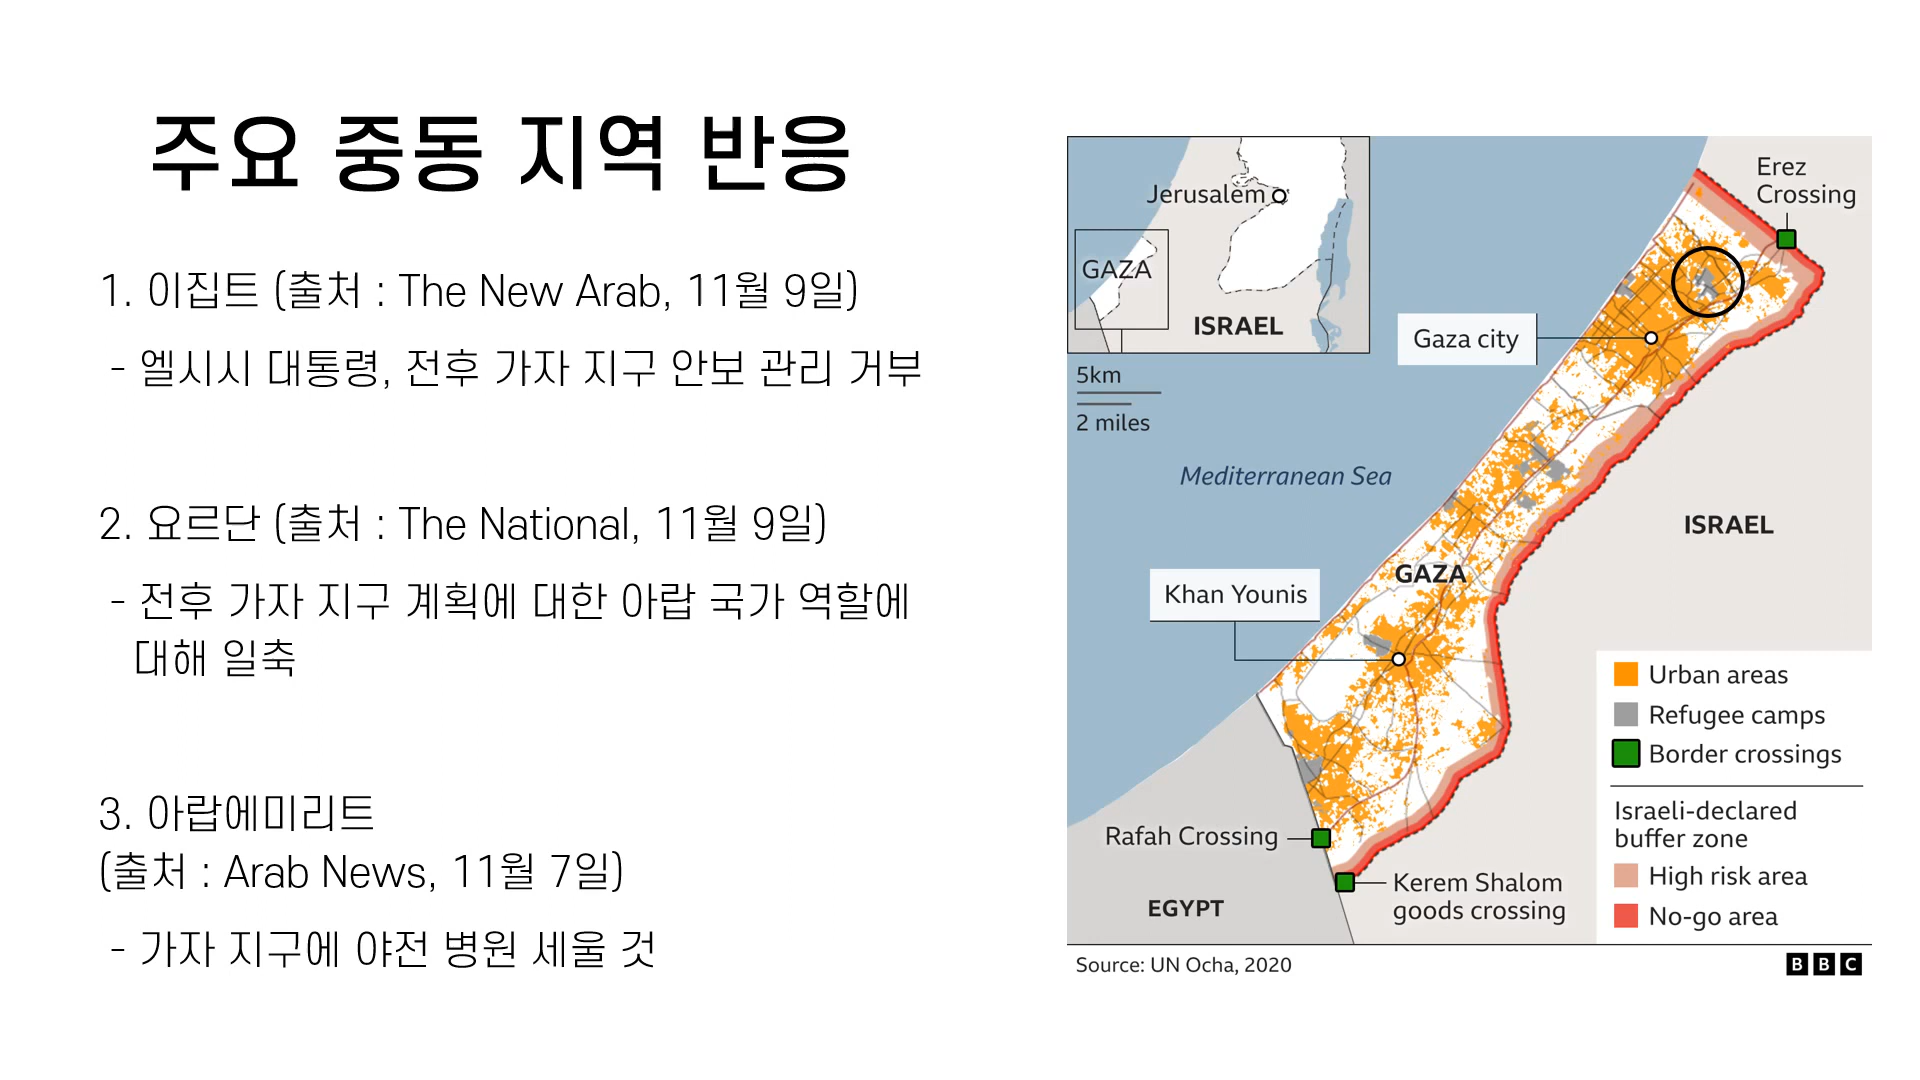 주요 중동 지역 반응
1. 이집트 (출처 : The New Arab, 11월 9일)
- 엘시시 대통령, 전후 가자 지구 안보 관리 거부
2. 요르단 (출처 : The National, 11월 9일)
- 전후 가자 지구 계획에 대한 아랍 국가 역할에
대해 일축
3. 아랍에미리트
(출처 : Arab News, 11월 7일)
- 가자 지구에 야전 병원 세울 것
Jerusalem
GAZA
ISRAEL
Erez
Crossing
Gaza city
5km
2 miles
Mediterranean Sea
ISRAEL
GAZA
Khan Younis
Rafah Crossing
Kerem Shalom
goods crossing
EGYPT
Urban areas
Refugee camps
Border crossings
Israeli-declared
buffer zone
High risk area
No-go area
Source: UN Ocha, 2020
BBC